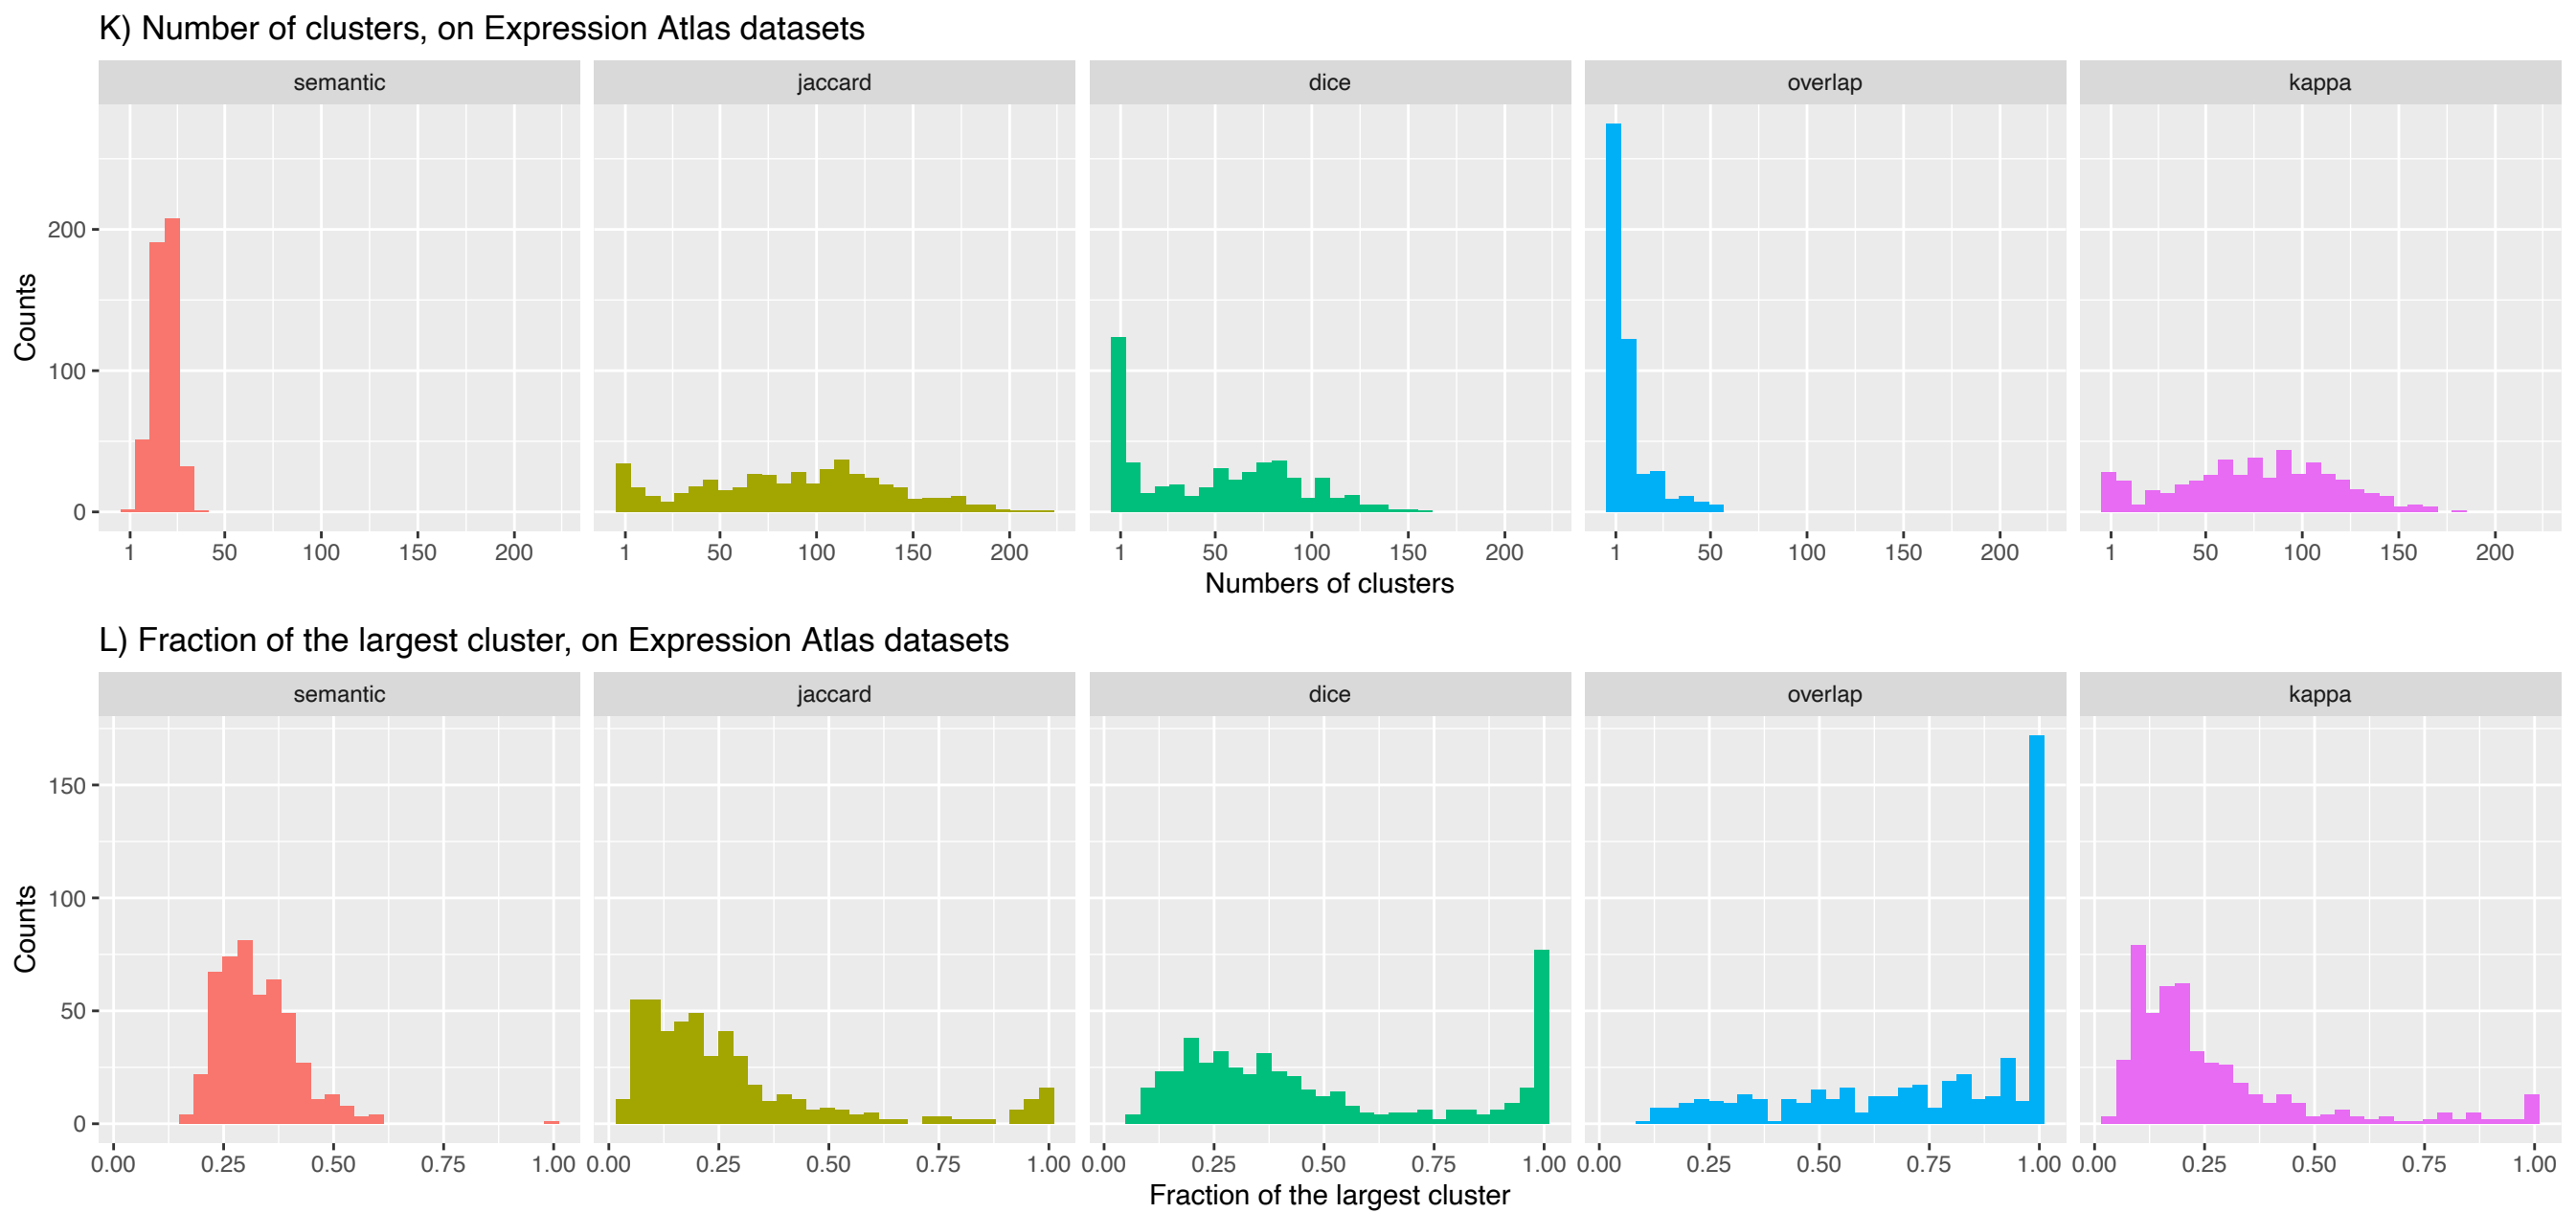 K) Number of clusters, on Expression Atlas datasets
semantic jaccard dice overlap kappa
Counts
200
100
0
1 50 100 150 200 1 50 100 150 200 1 50 100 150 200 1 50 100 150 200 1 50 100 150 200
Numbers of clusters
L) Fraction of the largest cluster, on Expression Atlas datasets
semantic jaccard dice overlap kappa
Counts
150
100
50
0
0.00 0.25 0.50 0.75 1.00 0.00 0.25 0.50 0.75 1.00 0.00 0.25 0.50 0.75 1.00 0.00 0.25 0.50 0.75 1.00 0.00 0.25 0.50 0.75 1.00
Fraction of the largest cluster